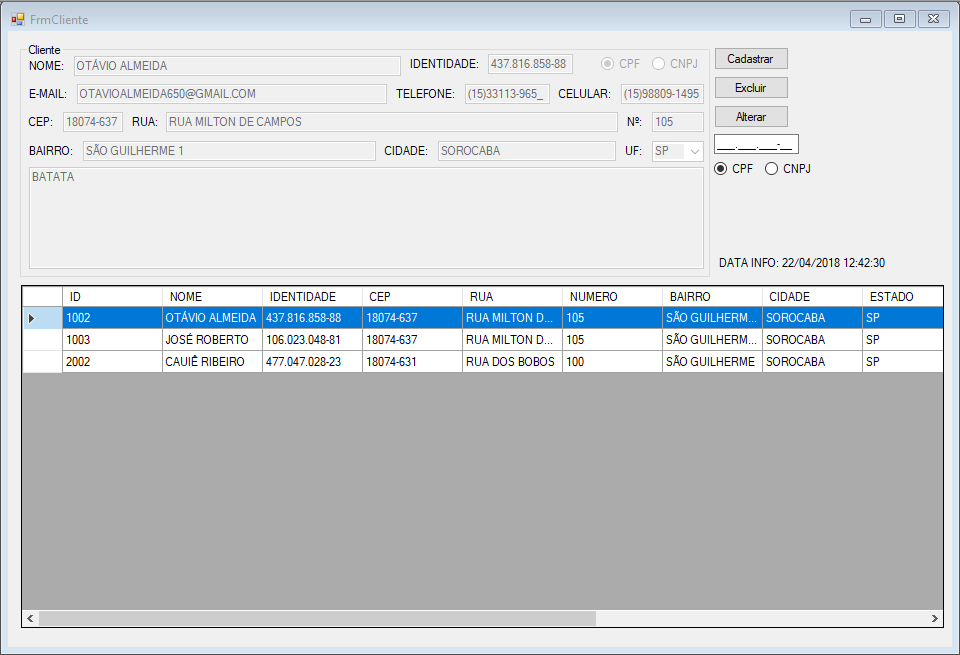 FrmCliente
Cliente
NOME: OTÁVIO ALMEIDA IDENTIDADE: 437.816.858-88 CPF CNPJ Cadastrar
Excluir
E-MAIL: OTAVIOALMEIDA650@GMAIL.COM TELEFONE: (15)33113-965_ CELULAR: (15)98809-1495
Alterar
CEP: 18074-637 RUA: RUA MILTON DE CAMPOS Nº: 105
___.___.___-__
BAIRRO: SÃO GUILHERME 1 CIDADE: SOROCABA UF: SP
CPF CNPJ
BATATA
DATA INFO: 22/04/2018 12:42:30
ID NOME IDENTIDADE CEP RUA NUMERO BAIRRO CIDADE ESTADO
1002 OTÁVIO ALMEIDA 437.816.858-88 18074-637 RUA MILTON D... 105 SÃO GUILHERM... SOROCABA SP
1003 JOSÉ ROBERTO 106.023.048-81 18074-637 RUA MILTON D... 105 SÃO GUILHERM... SOROCABA SP
2002 CAUIÊ RIBEIRO 477.047.028-23 18074-631 RUA DOS BOBOS 100 SÃO GUILHERME SOROCABA SP